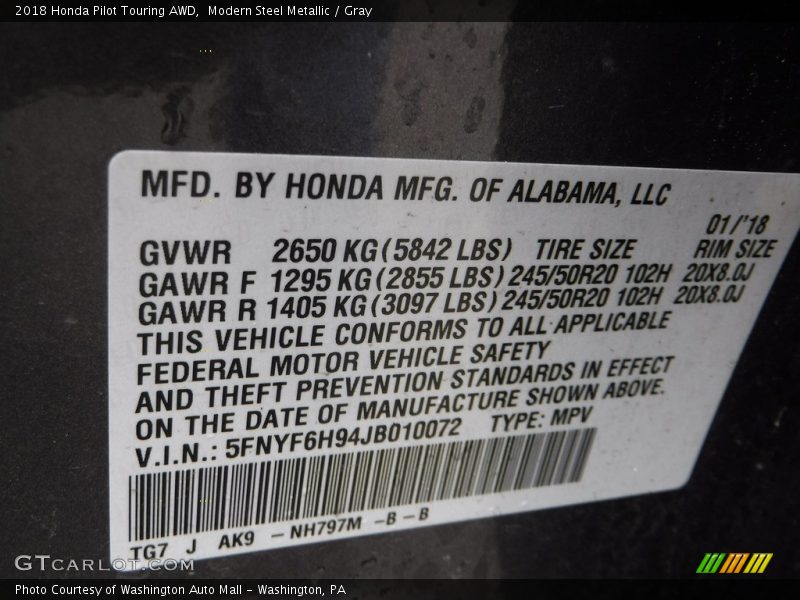 2018 Honda Pilot Touring AWD,  Modern Steel Metallic / Gray
MFD. BY HONDA MFG. OF ALABAMA, LLC
01/'18
GVWR 2650 KG (5842 LBS) TIRE SIZE RIM SIZE
GAWR F 1295 KG (2855 LBS) 245/50R20 102H 20X8.0J
GAWR R 1405 KG (3097 LBS) 245/50R20 102H 20X8.0J
THIS VEHICLE CONFORMS TO ALL APPLICABLE
FEDERAL MOTOR VEHICLE SAFETY
AND THEFT PREVENTION STANDARDS IN EFFECT
ON THE DATE OF MANUFACTURE SHOWN ABOVE.
V.I.N.: 5FNYF6H94JB010072 TYPE: MPV
TG7 J AK9 - NH797M - B - B
GTCARLOT.COM
Photo Courtesy of Washington Auto Mall - Washington, PA